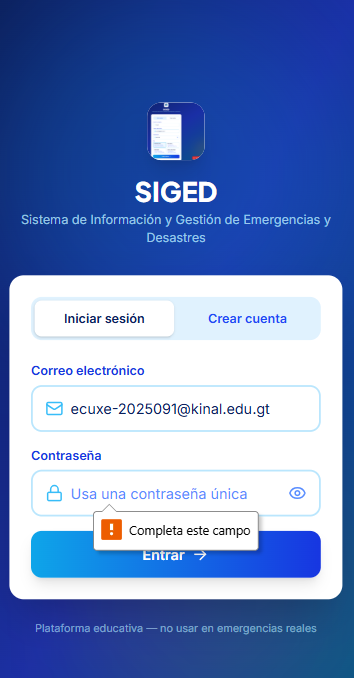 SIGED
Sistema de Información y Gestión de Emergencias y
Desastres
Iniciar sesión
Crear cuenta
Correo electrónico
ecuxe-2025091@kinal.edu.gt
Contraseña
Usa una contraseña única
Completa este campo
Entrar →
Plataforma educativa — no usar en emergencias reales